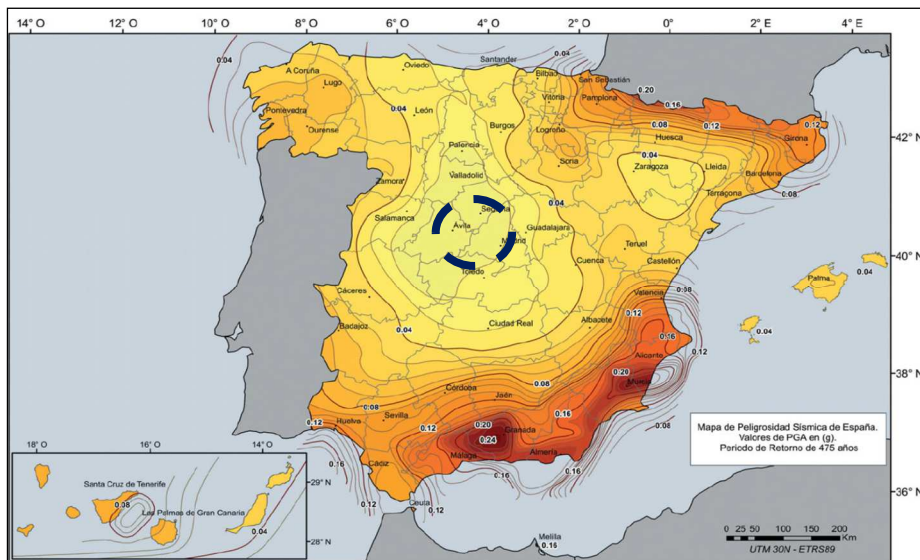 14° O 12° O 10° O 8° O 6° O 4° O 2° O 0° 2° E 4° E
0.04 Oviedo Santander 0.04
A Coruña Bilbao San Sebastián
Lugo 0.04 Vitoria Pamplona 0.20
0.16
Pontevedra León Logroño 0.08 0.12 0.12
Ourense Burgos Huesca Girona 42° N
Palencia Soria 0.04
Zaragoza Lleida Barcelona
Zamora Valladolid 0.08
Salamanca 0.04 Terragona
Ávila Guadalajara
Madrid Teruel
40° N
Toledo Cuenca Castellón 0.04
Palma
Cáceres 0.08
0.04 Valencia
Badajoz Ciudad Real Albacete 0.12 0.04
0.16
38° N
Alicante 0.12
0.20
Córdoba Jaén 0.08 Murcia
0.08
0.12 Huelva Sevilla 0.20 0.16 0.08
0.12 0.24 Granada
0.16 Málaga Almería
Cádiz 0.16
0.12 Ceuta 0.12
Melilla
0.16
36° N
Mapa de Peligrosidad Sísmica de España.
Valores de PGA en (g).
Periodo de Retorno de 475 años
18° O 16° O 14° O
Santa Cruz de Tenerife 29° N
0.08 Las Pelmas de Gran Canaria
0.04
28° N
0 25 50 100 150 200
Km
UTM 30N - ETRS89